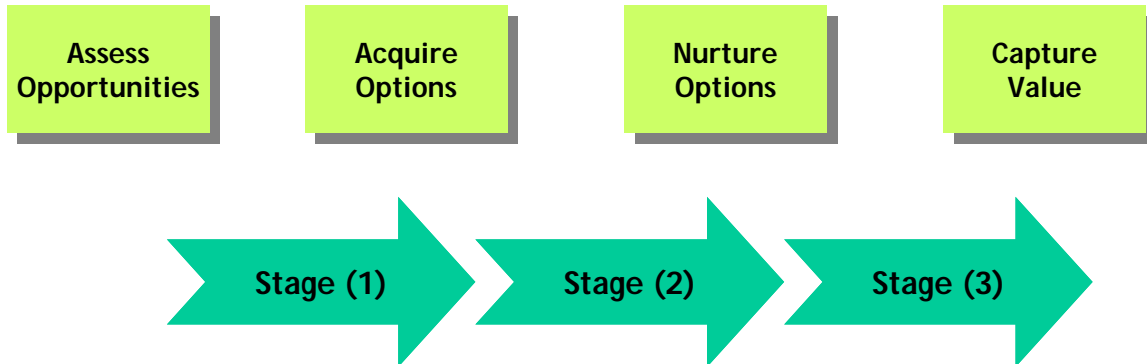 Assess
Opportunities
Acquire
Options
Nurture
Options
Capture
Value
Stage (1)
Stage (2)
Stage (3)